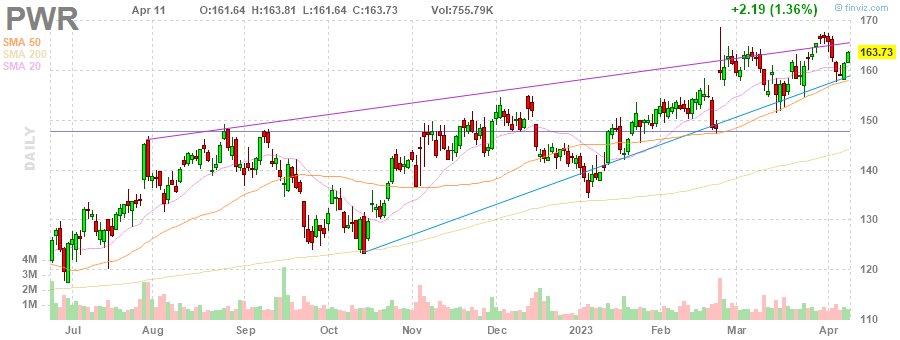 PWR Apr 11 O:161.64 H:163.81 L:161.64 C:163.73 Vol:755.79K +2.19 (1.36%) © finviz.com
SMA 50
SMA 200
SMA 20
170
163.73
160
150
140
130
120
110
DAILY
4M
3M
2M
1M
Jul Aug Sep Oct Nov Dec 2023 Feb Mar Apr